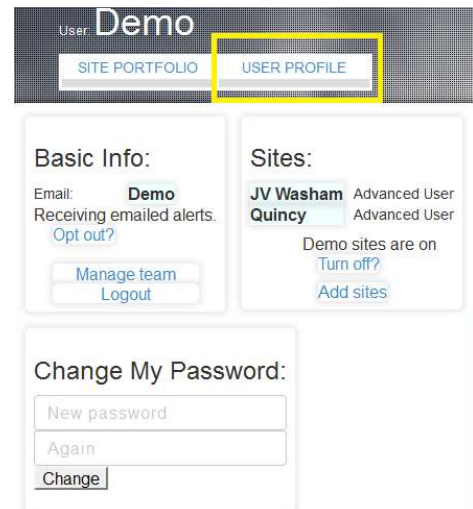 User: Demo
SITE PORTFOLIO USER PROFILE
Basic Info:
Email: Demo
Receiving emailed alerts.
Opt out?
Manage team
Logout
Sites:
JV Washam Advanced User
Quincy Advanced User
Demo sites are on
Turn off?
Add sites
Change My Password:
New password
Again
Change